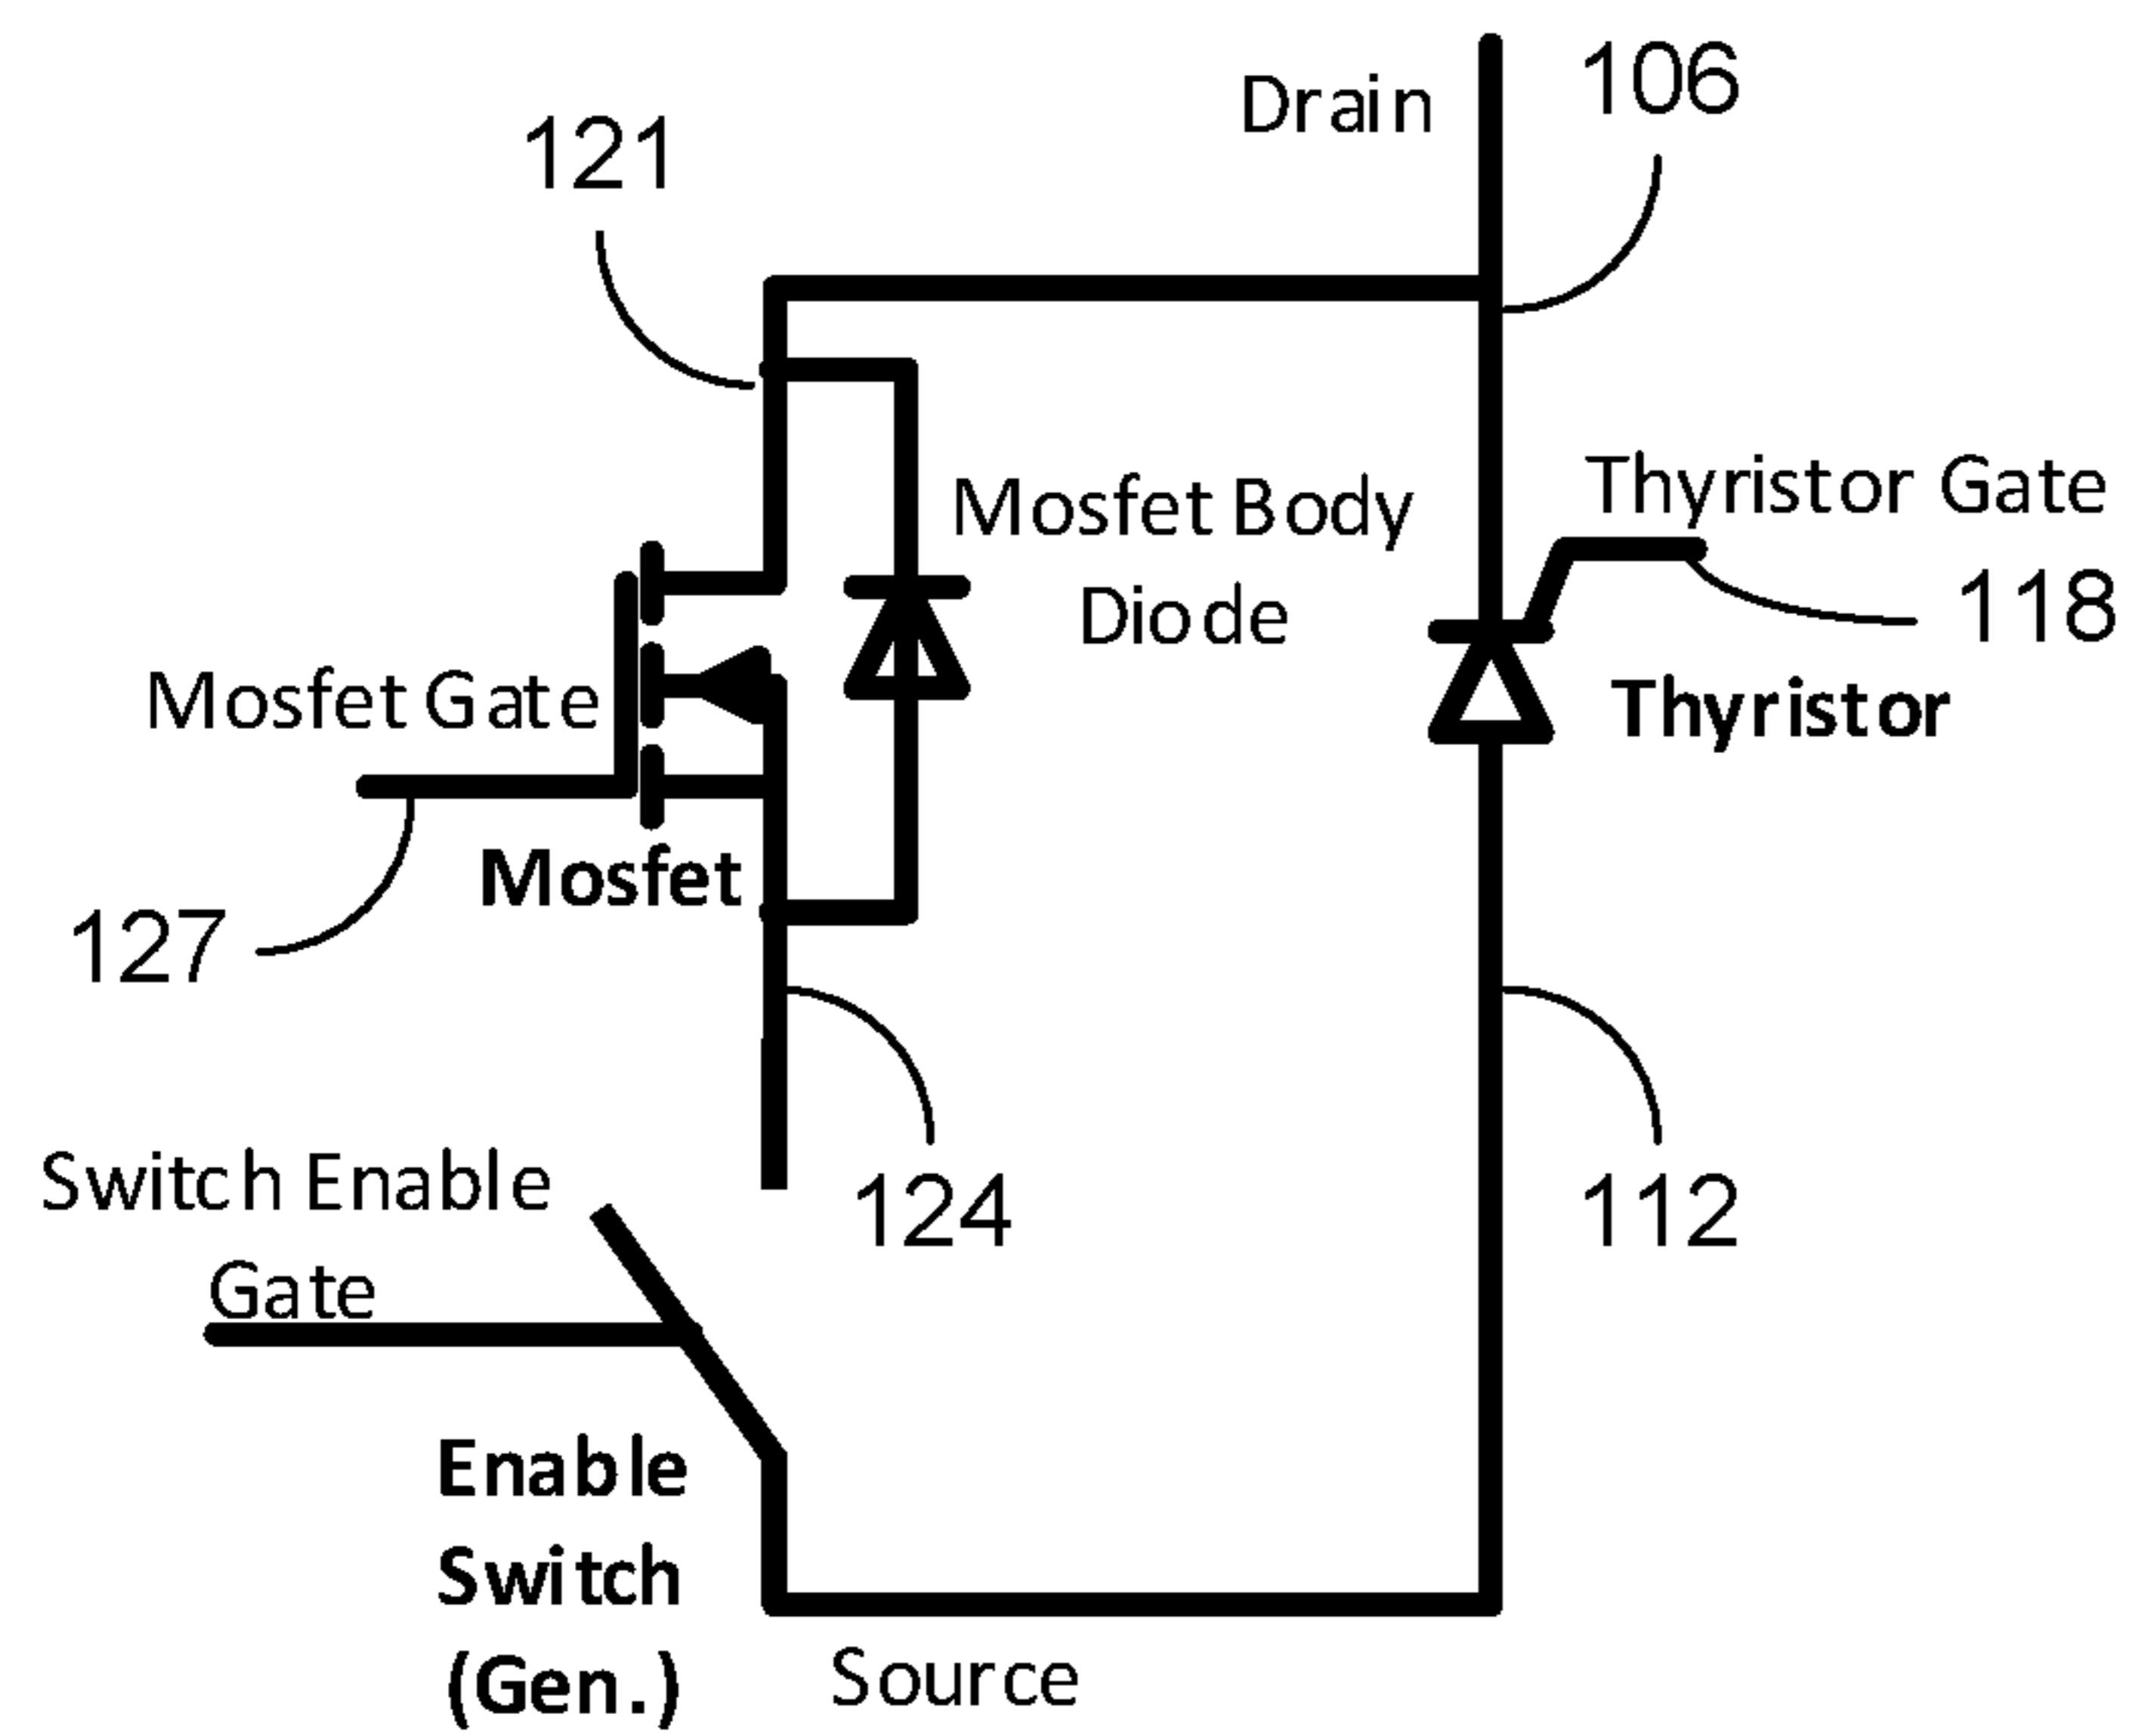 Drain
106
121
Thyristor Gate
Mosfet Body
Diode
118
Mosfet Gate
Thyristor
Mosfet
127
Switch Enable
Gate
124
112
Enable
Switch
(Gen.)
Source